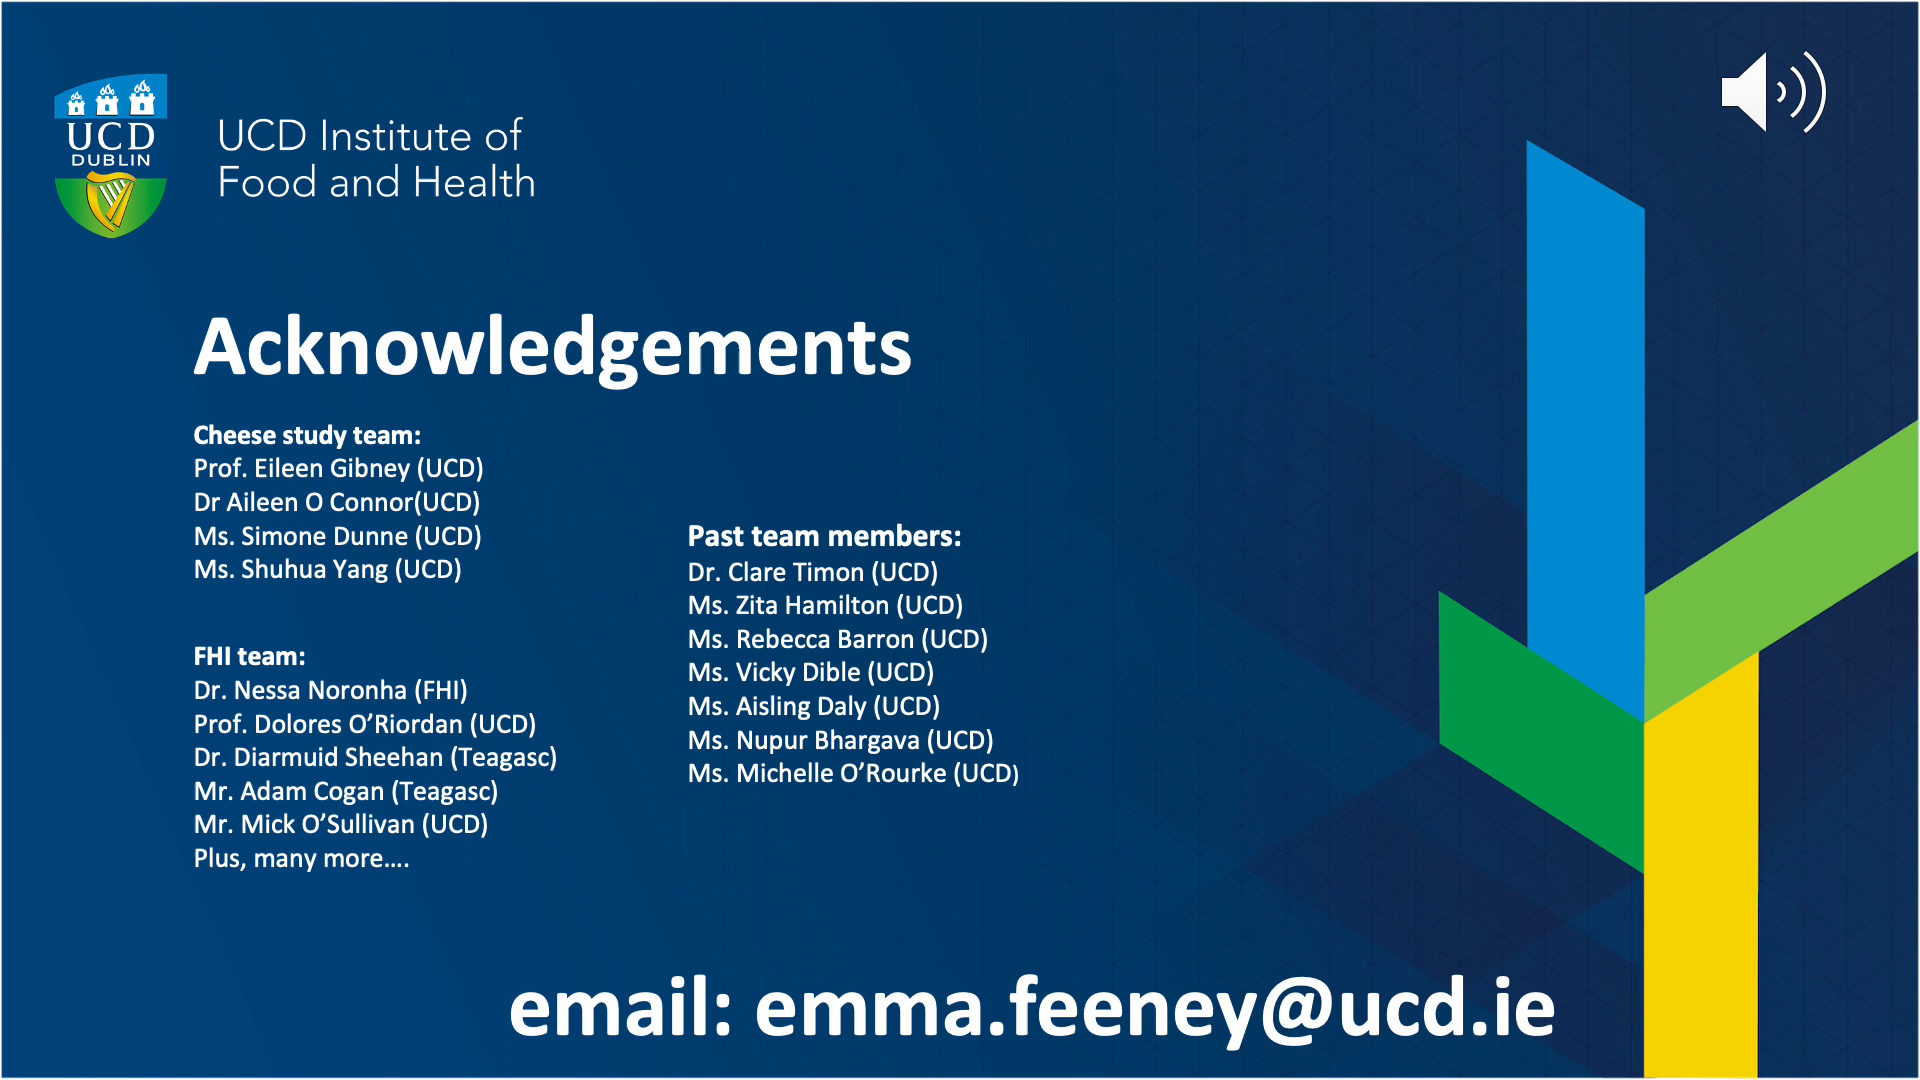 UCD
DUBLIN
UCD Institute of
Food and Health
Acknowledgements
Cheese study team:
Prof. Eileen Gibney (UCD)
Dr Aileen O Connor(UCD)
Ms. Simone Dunne (UCD)
Ms. Shuhua Yang (UCD)
FHI team:
Dr. Nessa Noronha (FHI)
Prof. Dolores O’Riordan (UCD)
Dr. Diarmuid Sheehan (Teagasc)
Mr. Adam Cogan (Teagasc)
Mr. Mick O’Sullivan (UCD)
Plus, many more….
Past team members:
Dr. Clare Timon (UCD)
Ms. Zita Hamilton (UCD)
Ms. Rebecca Barron (UCD)
Ms. Vicky Dible (UCD)
Ms. Aisling Daly (UCD)
Ms. Nupur Bhargava (UCD)
Ms. Michelle O’Rourke (UCD)
email: emma.feeney@ucd.ie